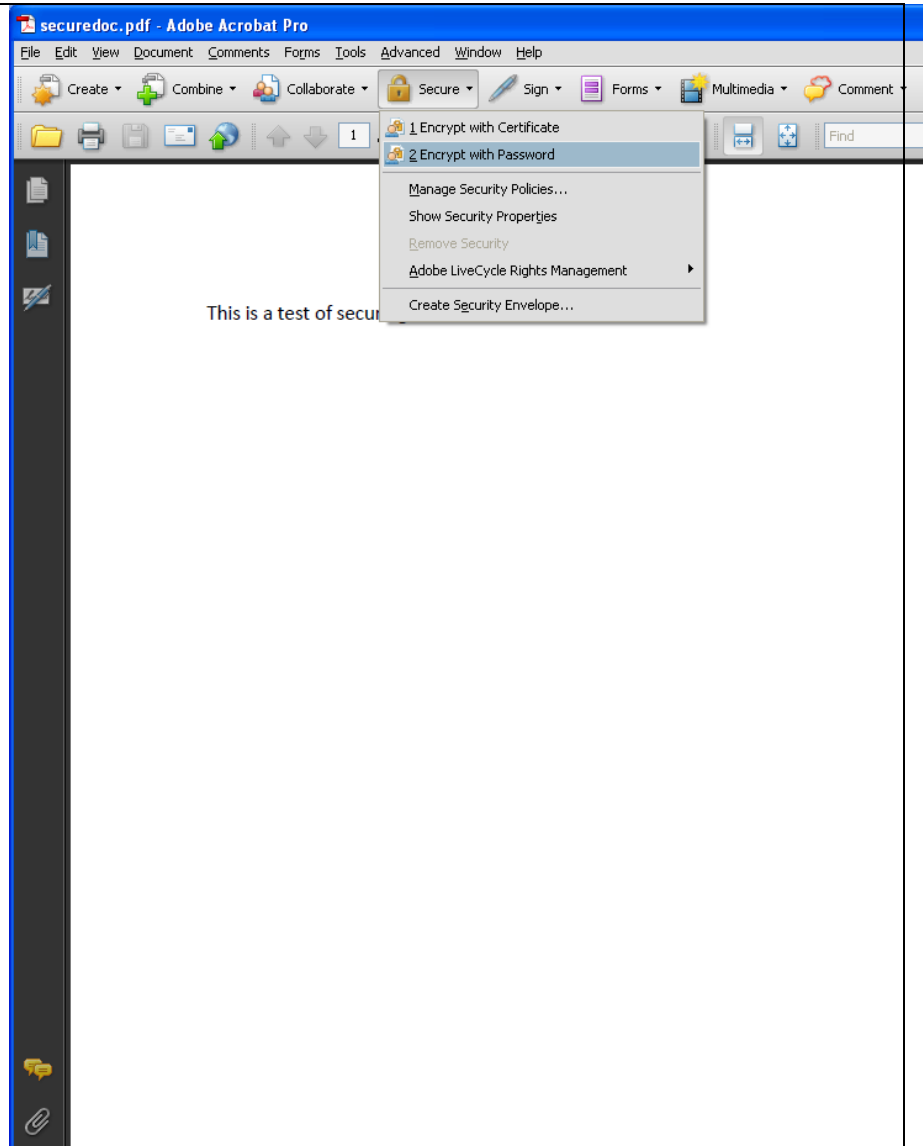 securedoc.pdf - Adobe Acrobat Pro
File Edit View Document Comments Forms Tools Advanced Window Help
Create Combine Collaborate Secure Sign Forms Multimedia Comment
1 Find
1 Encrypt with Certificate
2 Encrypt with Password
Manage Security Policies...
Show Security Properties
Remove Security
Adobe LiveCycle Rights Management
Create Security Envelope...
This is a test of